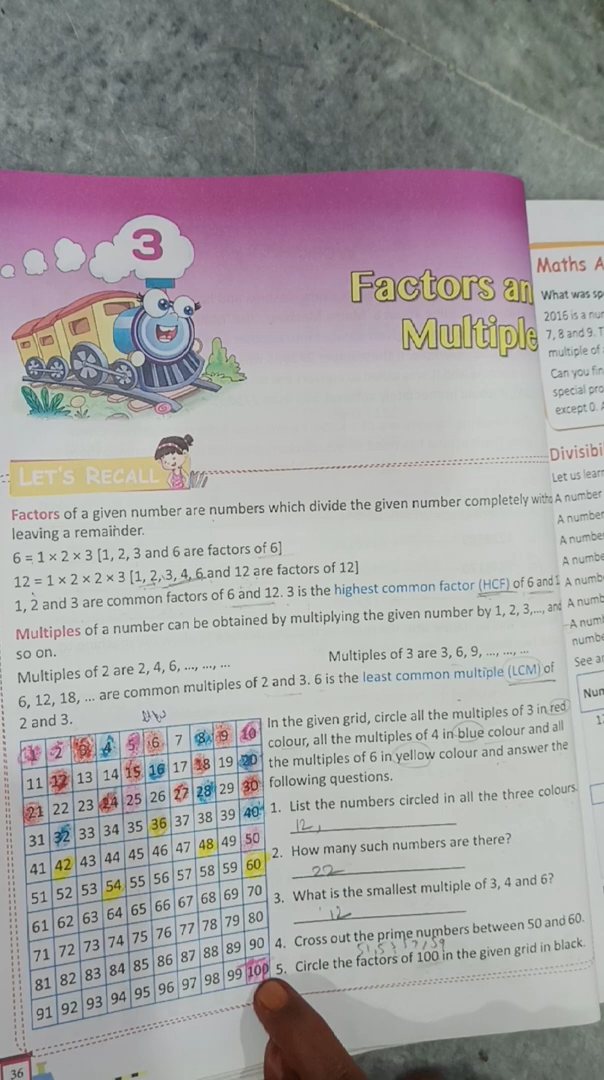 3
Factors an
Multiple
LET'S RECALL
Factors of a given number are numbers which divide the given number completely witho
leaving a remainder.
6 = 1 × 2 × 3 [1, 2, 3 and 6 are factors of 6]
12 = 1 × 2 × 2 × 3 [1, 2, 3, 4, 6 and 12 are factors of 12]
1, 2 and 3 are common factors of 6 and 12. 3 is the highest common factor (HCF) of 6 and 1
Multiples of a number can be obtained by multiplying the given number by 1, 2, 3,..., and
so on.
Multiples of 2 are 2, 4, 6, ..., ..., ...
Multiples of 3 are 3, 6, 9, ..., ..., ...
6, 12, 18, ... are common multiples of 2 and 3. 6 is the least common multiple (LCM) of
2 and 3.
1 2 3 4 5 6 7 8 9 10
11 12 13 14 15 16 17 18 19 20
21 22 23 24 25 26 27 28 29 30
31 32 33 34 35 36 37 38 39 40
41 42 43 44 45 46 47 48 49 50
51 52 53 54 55 56 57 58 59 60
61 62 63 64 65 66 67 68 69 70
71 72 73 74 75 76 77 78 79 80
81 82 83 84 85 86 87 88 89 90
91 92 93 94 95 96 97 98 99 100
In the given grid, circle all the multiples of 3 in red
colour, all the multiples of 4 in blue colour and all
the multiples of 6 in yellow colour and answer the
following questions.
1. List the numbers circled in all the three colours.
12,
2. How many such numbers are there?
22
3. What is the smallest multiple of 3, 4 and 6?
12
4. Cross out the prime numbers between 50 and 60.
5. Circle the factors of 100 in the given grid in black.
36
Maths A
What was sp
2016 is a nur
7, 8 and 9. T
multiple of
Can you fin
special pro
except 0. A
Divisibi
Let us learn
A number
A number
A number
A numbe
A numb
A numb
A num
numbe
See a
Num